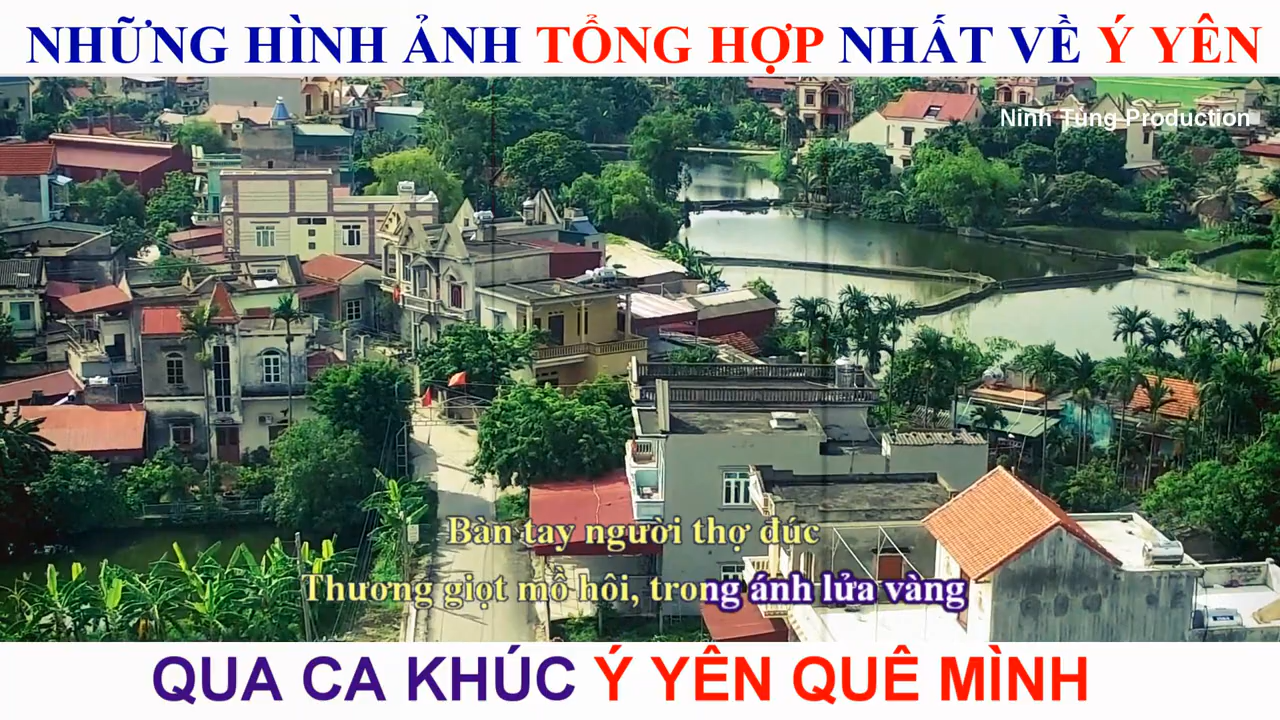 NHỮNG HÌNH ẢNH TỔNG HỢP NHẤT VỀ Ý YÊN
Ninh Tùng Production
Bàn tay người thợ đúc
Thương giọt mồ hôi, trong ánh lửa vàng
QUA CA KHÚC Ý YÊN QUÊ MÌNH